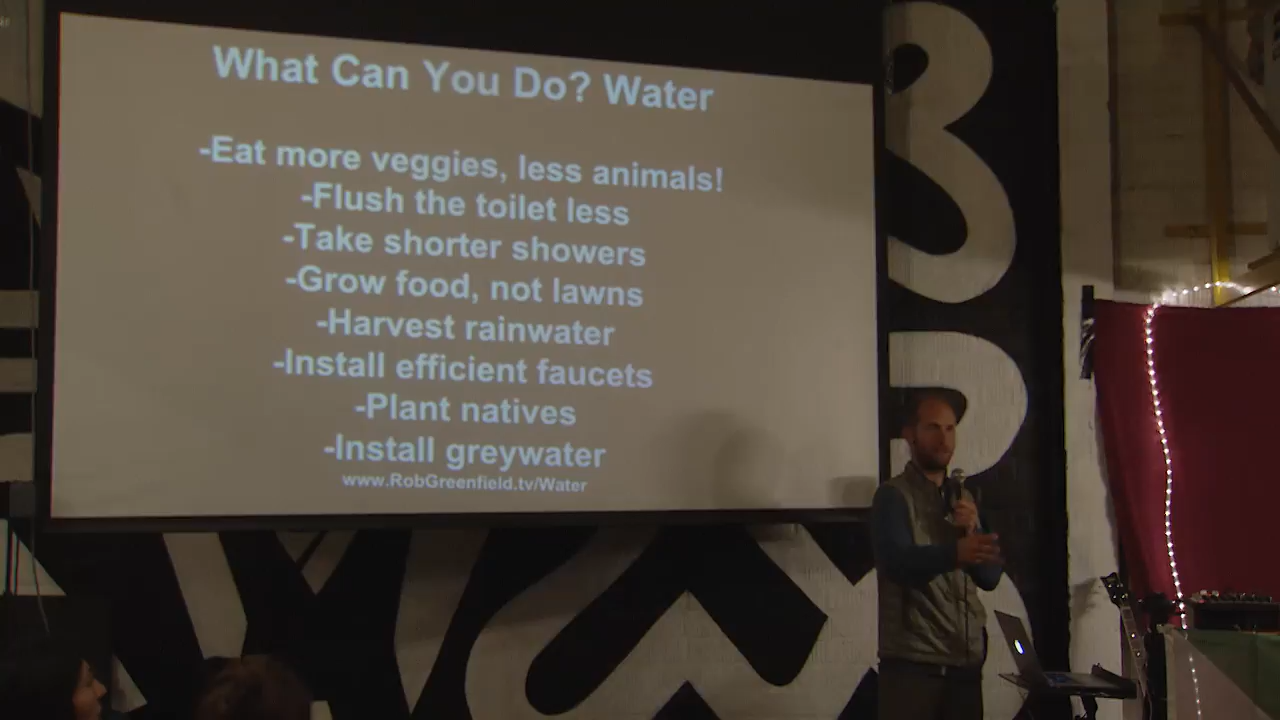 What Can You Do? Water
-Eat more veggies, less animals!
-Flush the toilet less
-Take shorter showers
-Grow food, not lawns
-Harvest rainwater
-Install efficient faucets
-Plant natives
-Install greywater
www.RobGreenfield.tv/Water